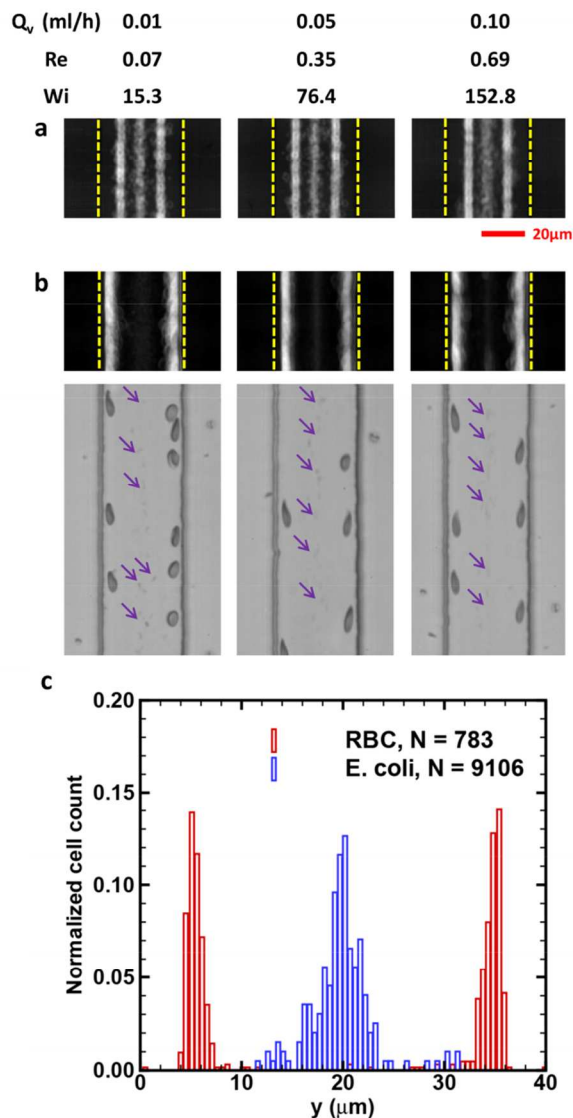 Qv (ml/h) 0.01 0.05 0.10
Re 0.07 0.35 0.69
Wi 15.3 76.4 152.8
a
20μm
b
c
0.20
RBC, N = 783
E. coli, N = 9106
0.15
Normalized cell count
0.10
0.05
0.00
0 10 20 30 40
y (μm)